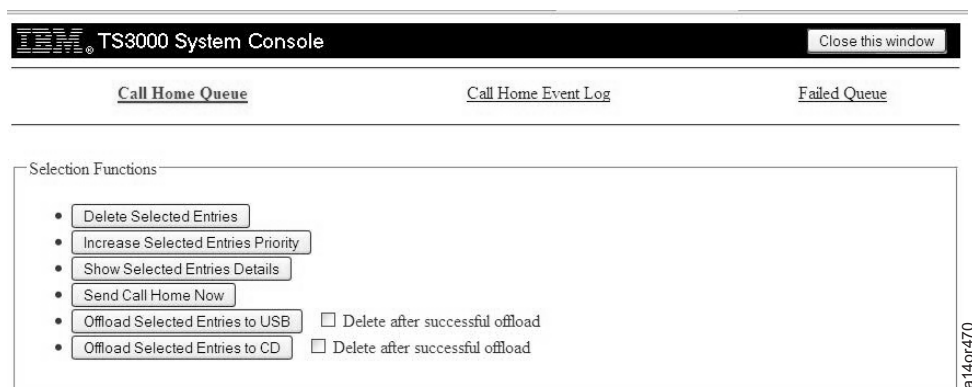 IBM® TS3000 System Console Close this window
Call Home Queue Call Home Event Log Failed Queue
Selection Functions
• Delete Selected Entries
• Increase Selected Entries Priority
• Show Selected Entries Details
• Send Call Home Now
• Offload Selected Entries to USB Delete after successful offload
• Offload Selected Entries to CD Delete after successful offload
a14or470